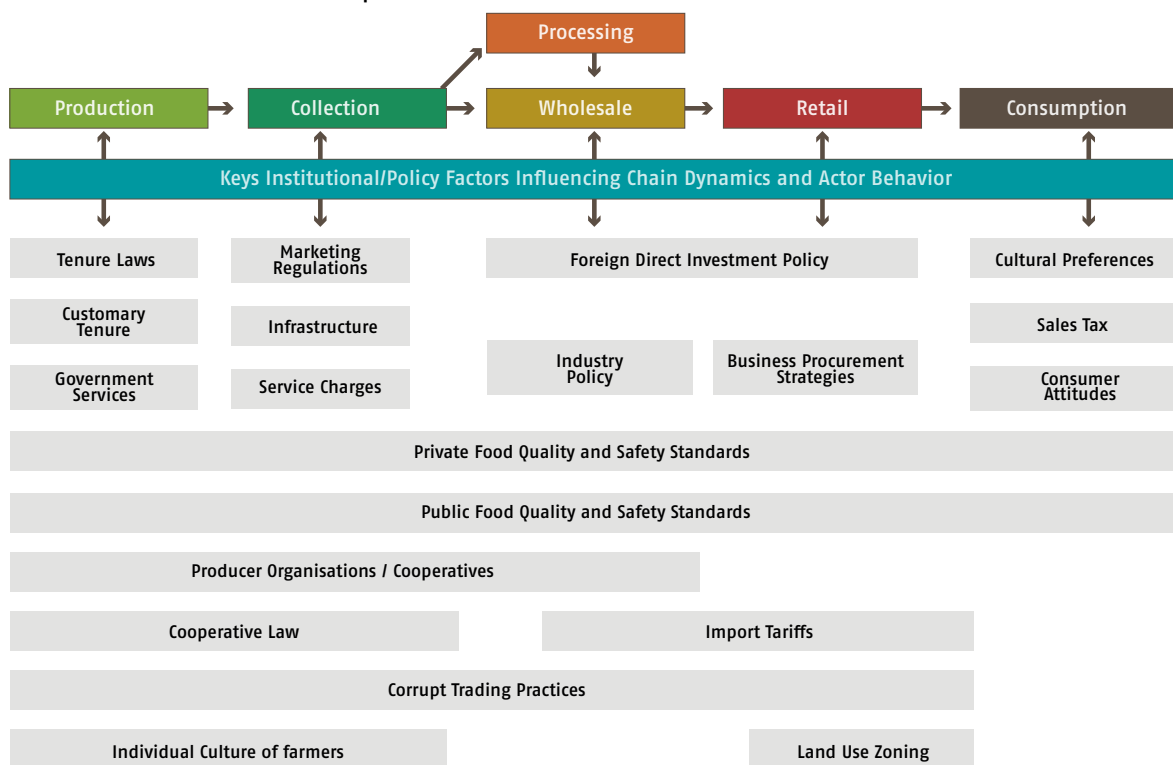 Processing
Production
Collection
Wholesale
Retail
Consumption
Keys Institutional/Policy Factors Influencing Chain Dynamics and Actor Behavior
Tenure Laws
Marketing
Regulations
Foreign Direct Investment Policy
Cultural Preferences
Customary
Tenure
Infrastructure
Sales Tax
Industry
Policy
Business Procurement
Strategies
Government
Services
Service Charges
Consumer
Attitudes
Private Food Quality and Safety Standards
Public Food Quality and Safety Standards
Producer Organisations / Cooperatives
Cooperative Law
Import Tariffs
Corrupt Trading Practices
Individual Culture of farmers
Land Use Zoning